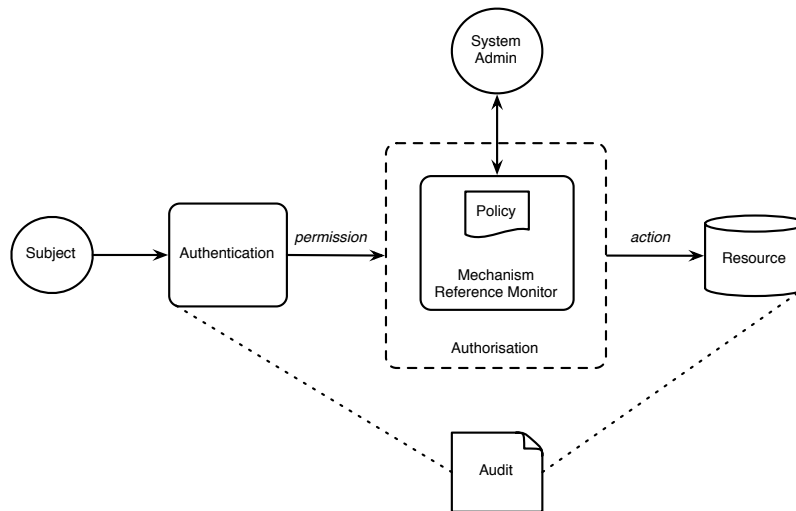 System
Admin
Subject
Authentication
permission
Policy
Mechanism
Reference Monitor
Authorisation
action
Resource
Audit